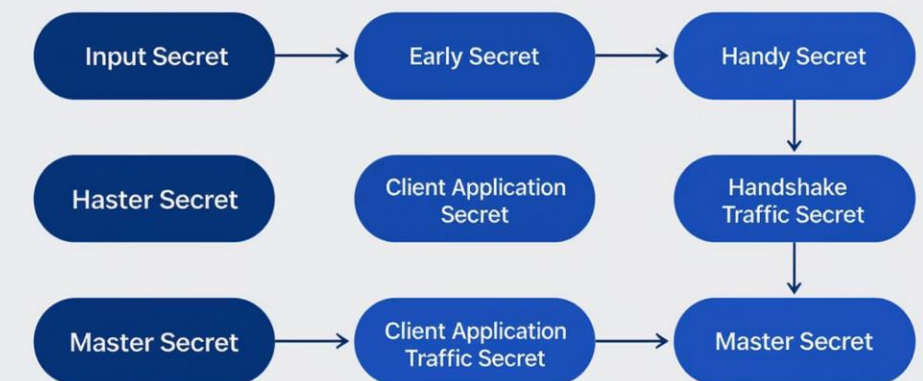 Input Secret
Early Secret
Handy Secret
Haster Secret
Client Application
Secret
Handshake
Traffic Secret
Master Secret
Client Application
Traffic Secret
Master Secret